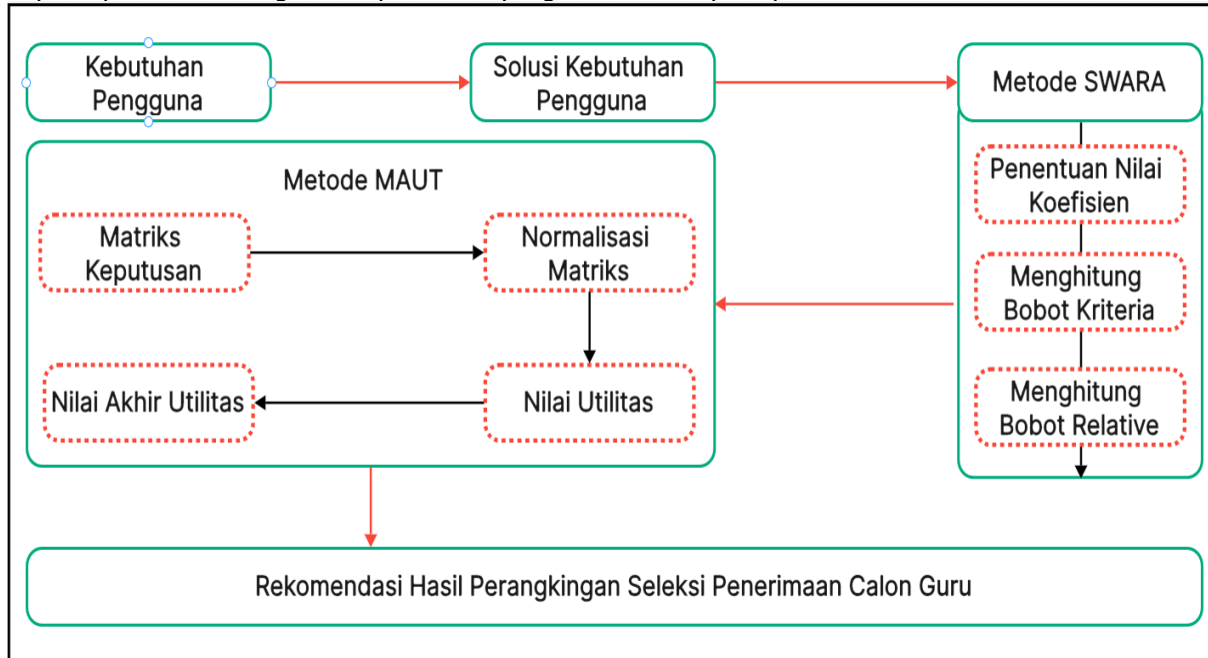 Kebutuhan
Pengguna
Solusi Kebutuhan
Pengguna
Metode SWARA
Penentuan Nilai
Koefisien
Menghitung
Bobot Kriteria
Menghitung
Bobot Relative
Metode MAUT
Matriks
Keputusan
Normalisasi
Matriks
Nilai Utilitas
Nilai Akhir Utilitas
Rekomendasi Hasil Perangkingan Seleksi Penerimaan Calon Guru